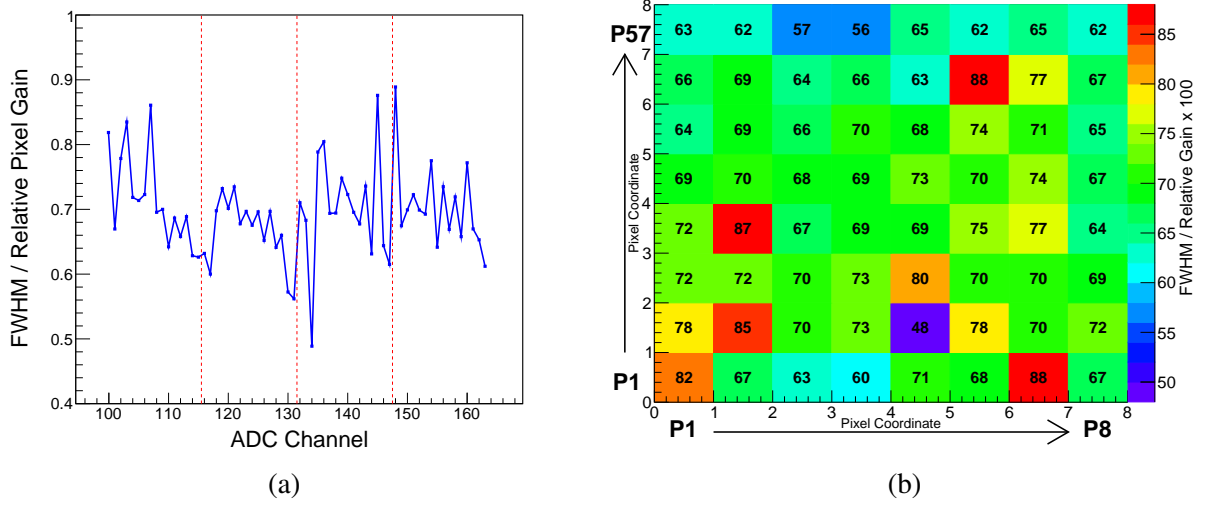 FWHM / Relative Pixel Gain
1
0.9
0.8
0.7
0.6
0.5
0.4
100 110 120 130 140 150 160
ADC Channel
(a)
P57
P1
Pixel Coordinate
8
7
6
5
4
3
2
1
0
63 62 57 56 65 62 65 62
66 69 64 66 63 88 77 67
64 69 66 70 68 74 71 65
69 70 68 69 73 70 74 67
72 87 67 69 69 75 77 64
72 72 70 73 80 70 70 69
78 85 70 73 48 78 70 72
82 67 63 60 71 68 88 67
0 1 2 3 4 5 6 7 8
P1 Pixel Coordinate P8
85
80
75
70
65
60
55
50
FWHM / Relative Gain x 100
(b)